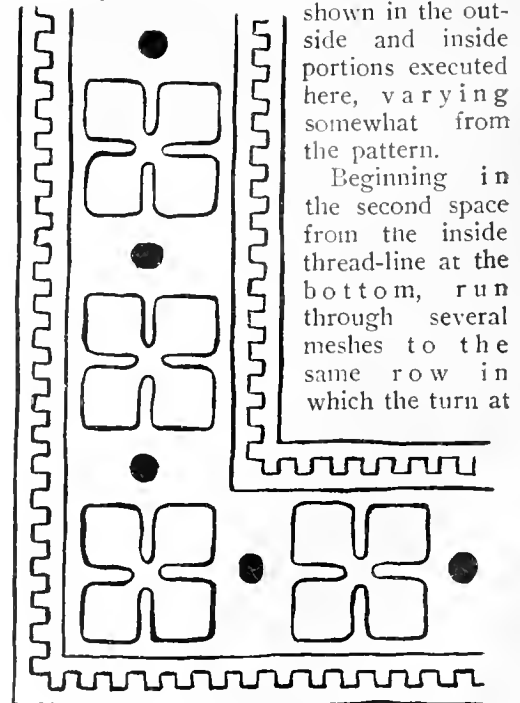 shown in the out-
side and inside
portions executed
here, varying
somewhat from
the pattern.
Beginning in
the second space
from the inside
thread-line at the
bottom, run
through several
meshes to the
same row in
which the turn at